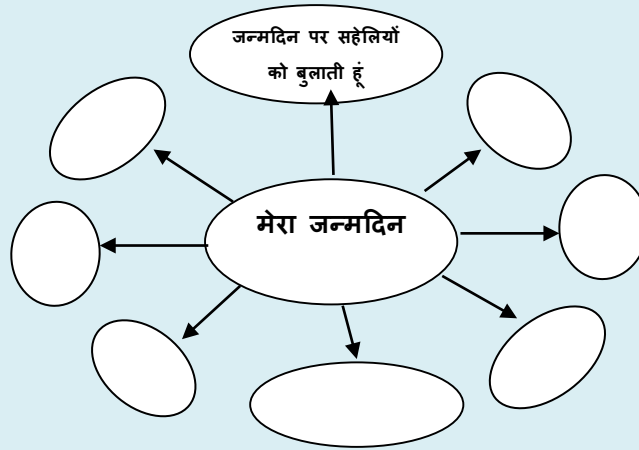 जन्मदिन पर सहेलियों
को बुलाती हूं
मेरा जन्मदिन